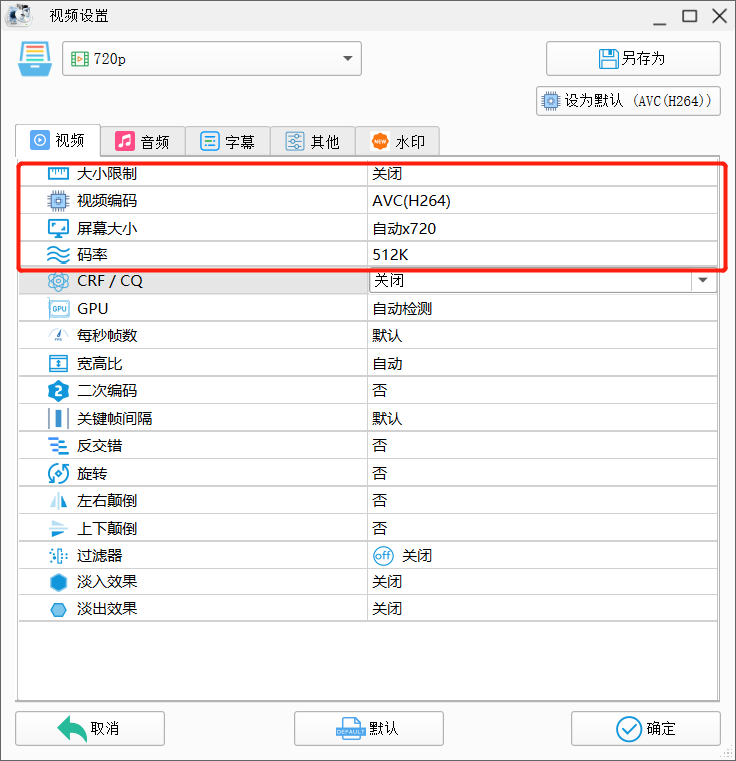 视频设置
720p
另存为
设为默认（AVC(H264)）
视频 音频 字幕 其他 NEW 水印
大小限制 关闭
视频编码 AVC(H264)
屏幕大小 自动x720
码率 512K
CRF / CQ 关闭
GPU GPU 自动检测
FPS 每秒帧数 默认
宽高比 自动
2 二次编码 否
关键帧间隔 默认
反交错 否
旋转 否
左右颠倒 否
上下颠倒 否
过滤器 off 关闭
淡入效果 关闭
淡出效果 关闭
取消 DEFAULT 默认 确定